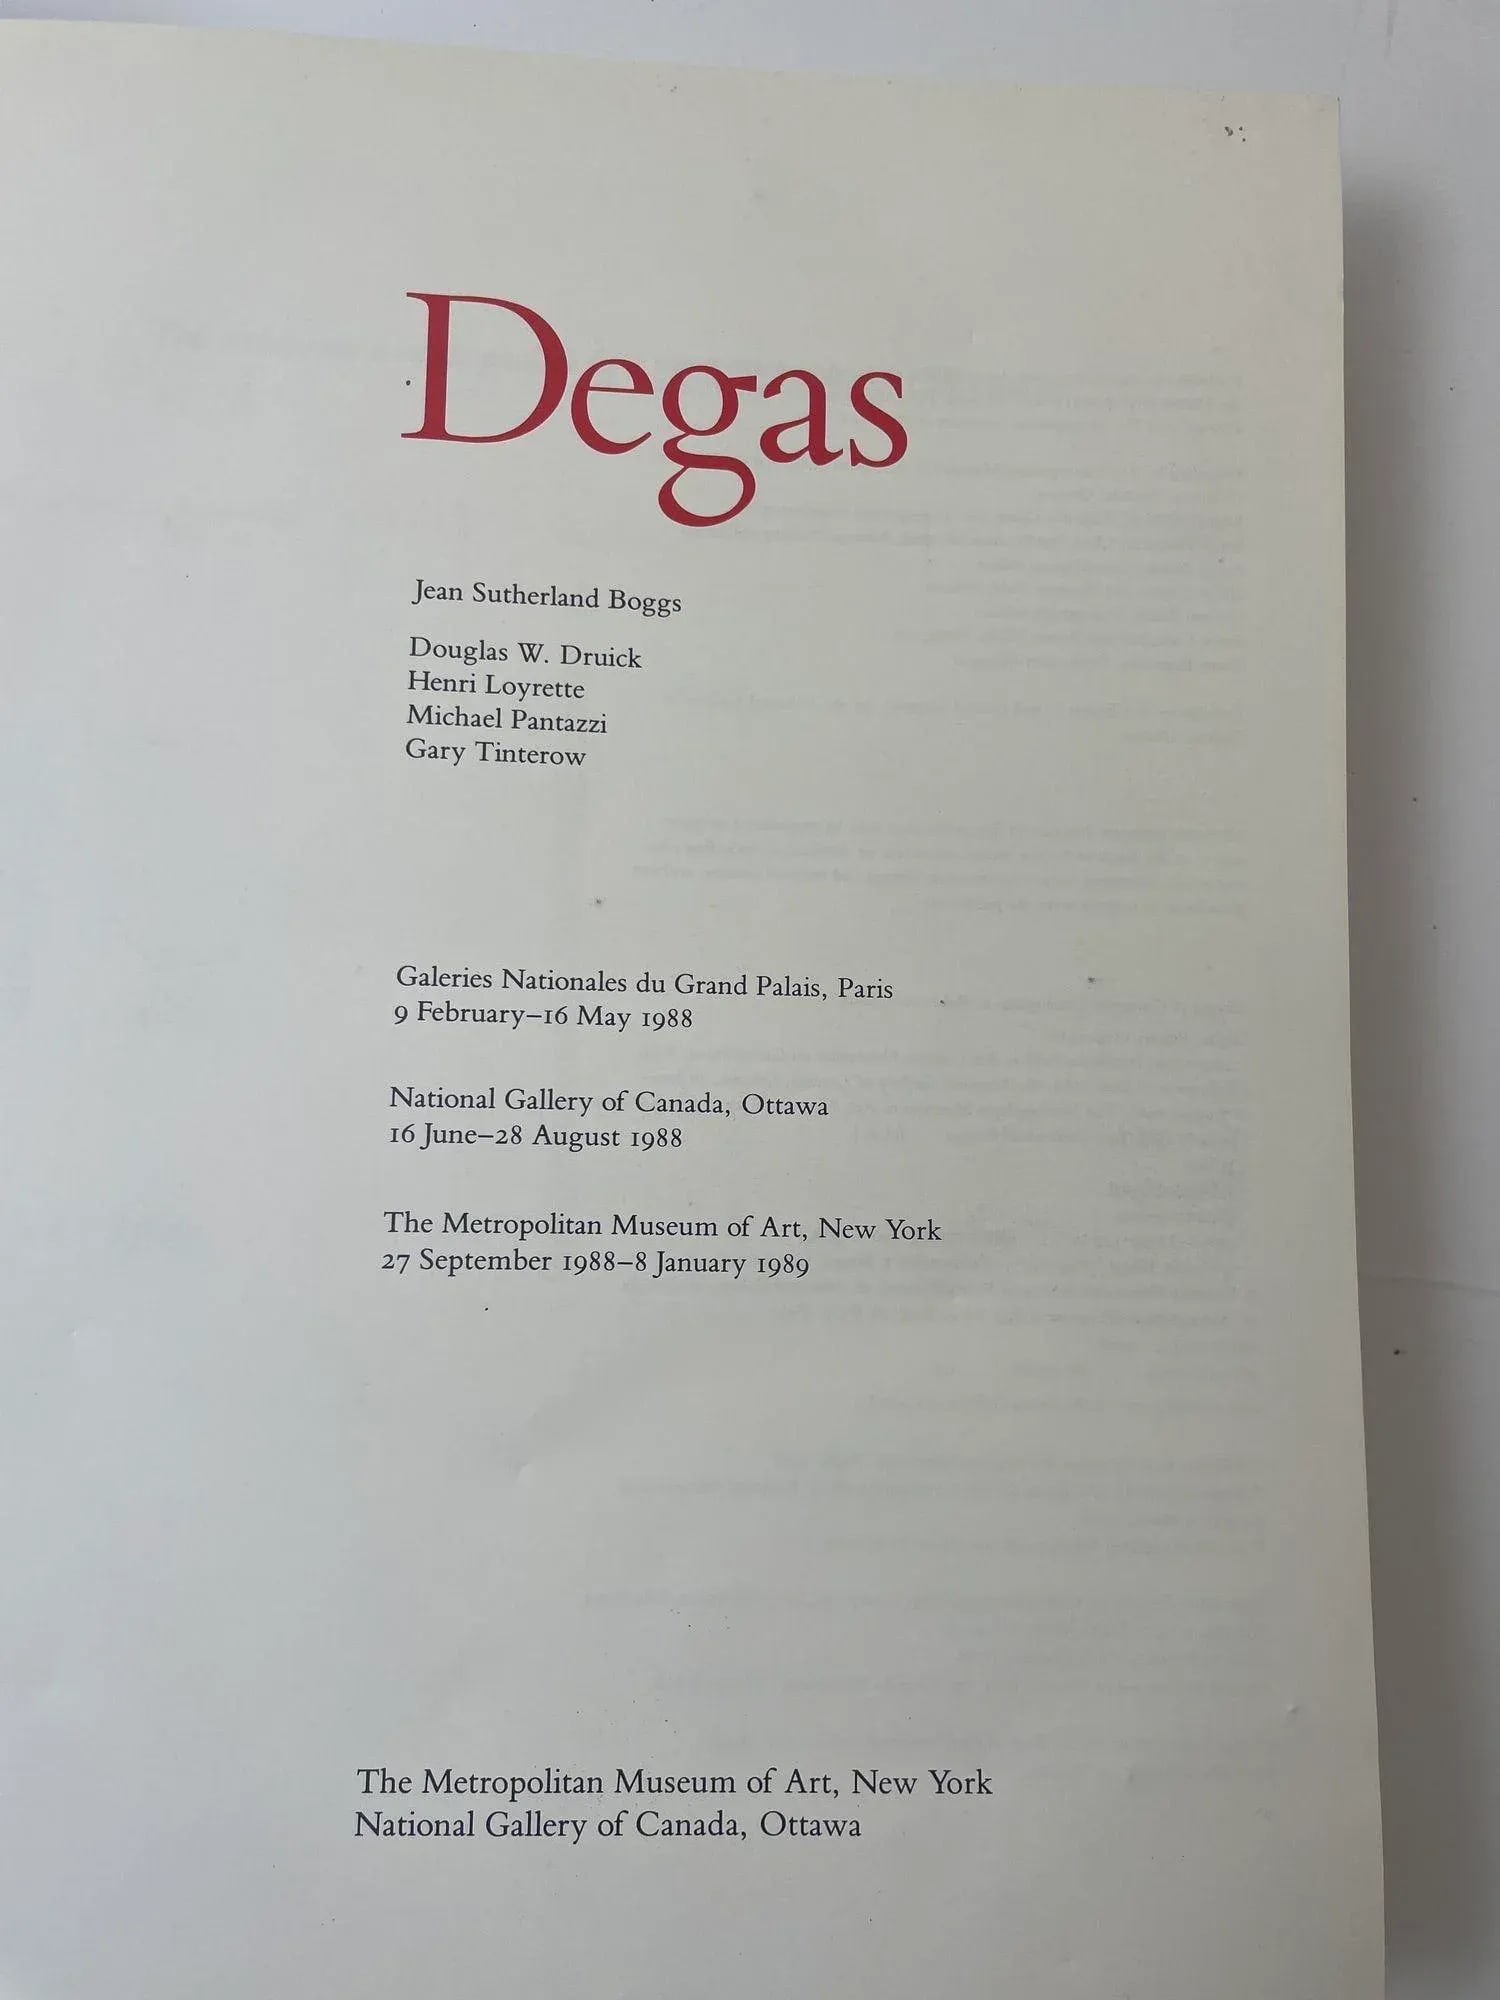 Degas
Jean Sutherland Boggs
Douglas W. Druick
Henri Loyrette
Michael Pantazzi
Gary Tinterow
Galeries Nationales du Grand Palais, Paris
9 February–16 May 1988
National Gallery of Canada, Ottawa
16 June–28 August 1988
The Metropolitan Museum of Art, New York
27 September 1988–8 January 1989
The Metropolitan Museum of Art, New York
National Gallery of Canada, Ottawa